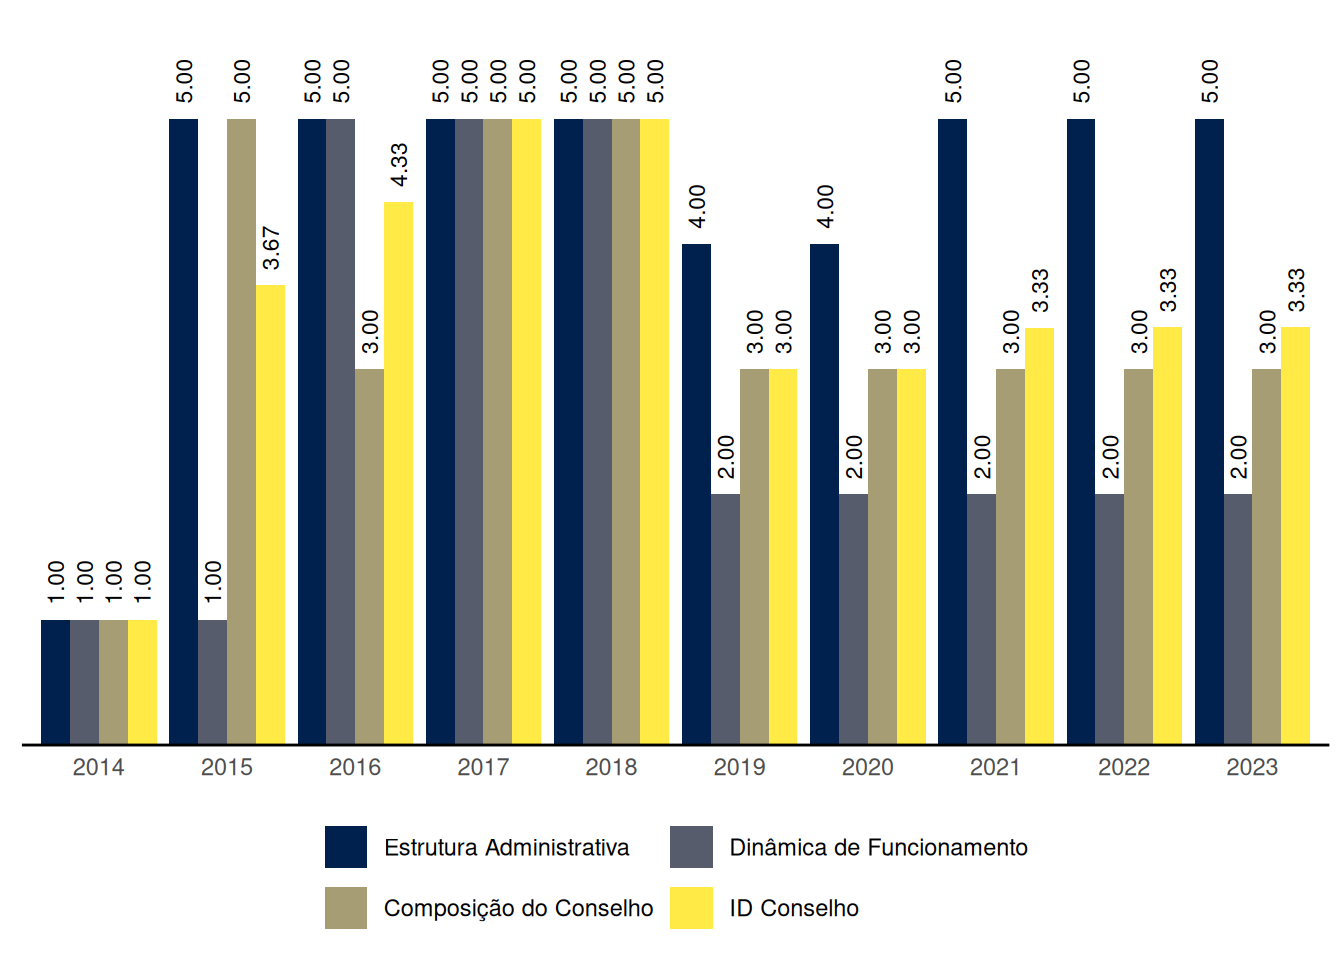 5.00 5.00 5.00 5.00 5.00 5.00 5.00 5.00 5.00 5.00 5.00 5.00 5.00 5.00 5.00
4.33
4.00 4.00
3.67
3.33 3.33 3.33
3.00 3.00 3.00 3.00 3.00 3.00 3.00 3.00
2.00 2.00 2.00 2.00 2.00
1.00 1.00 1.00 1.00 1.00
2014 2015 2016 2017 2018 2019 2020 2021 2022 2023
Estrutura Administrativa Dinâmica de Funcionamento
Composição do Conselho ID Conselho